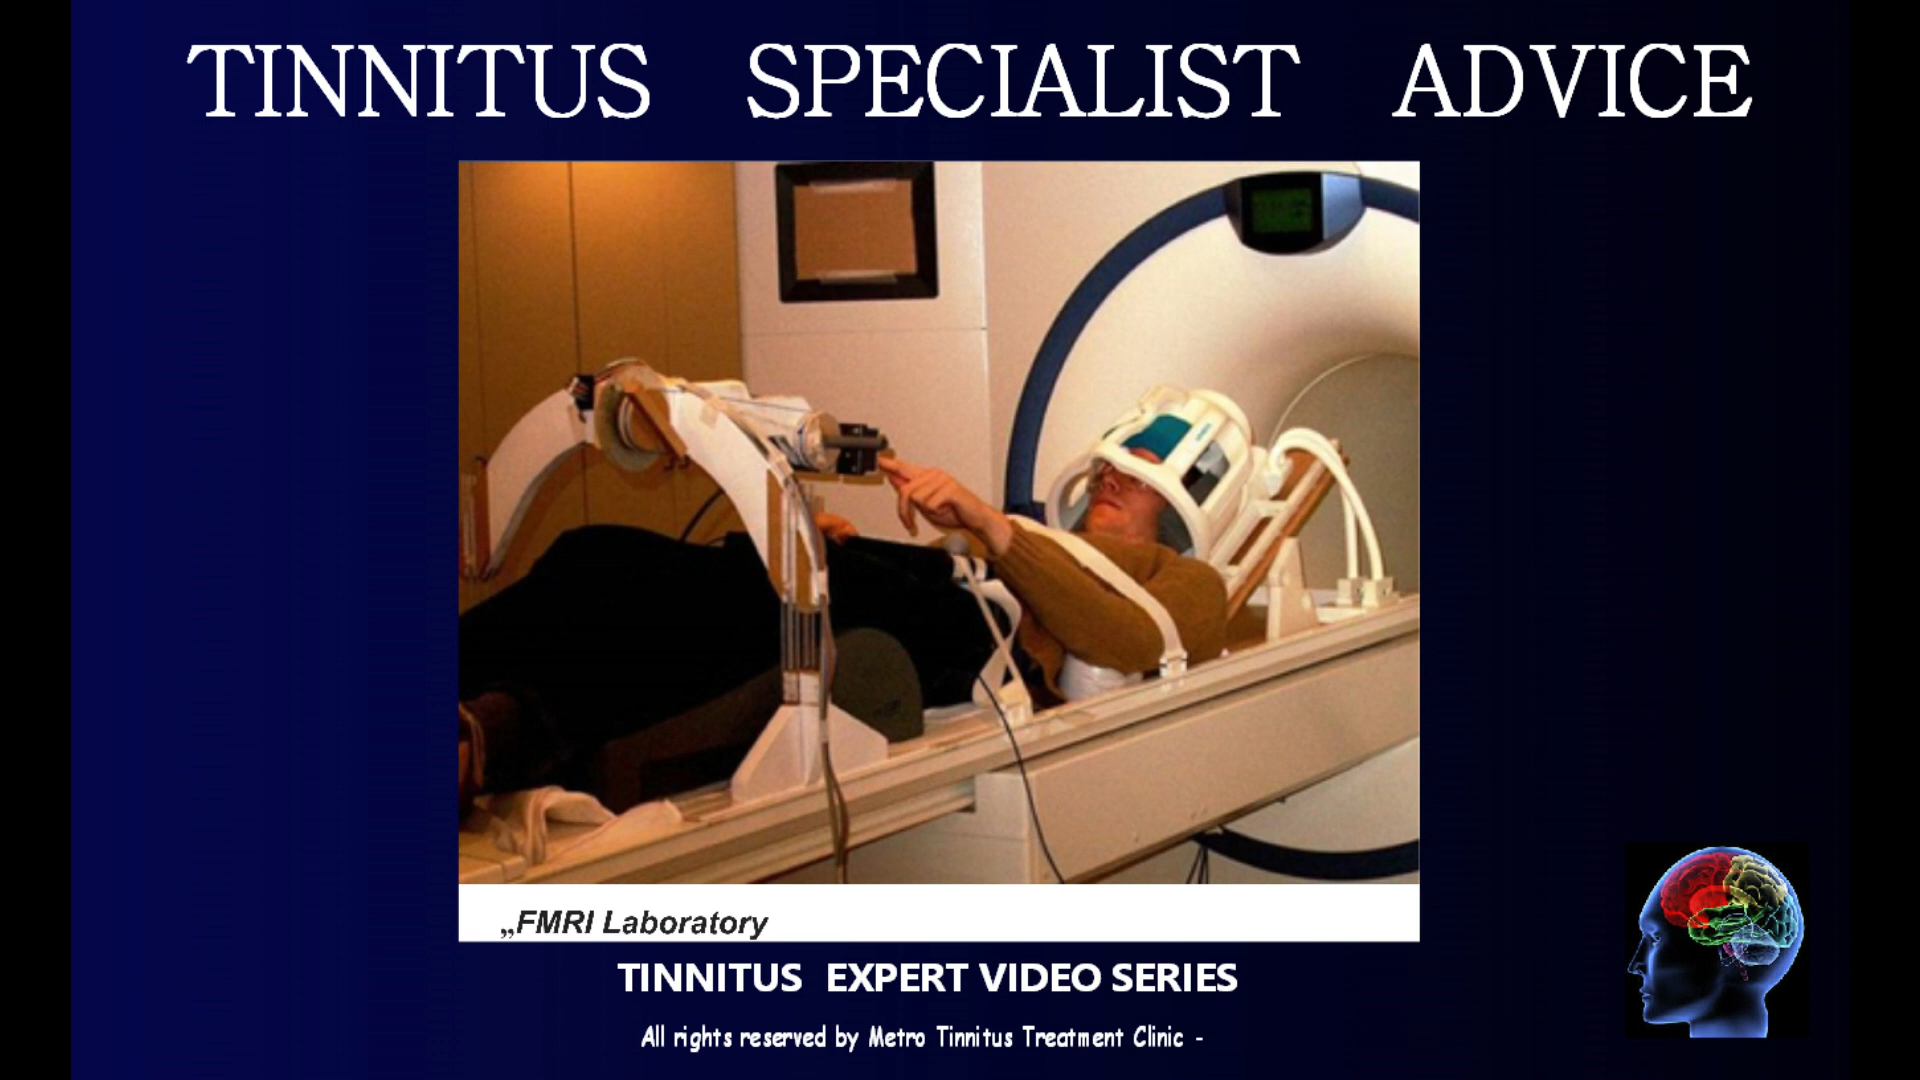 TINNITUS SPECIALIST ADVICE
„FMRI Laboratory
TINNITUS EXPERT VIDEO SERIES
All rights reserved by Metro Tinnitus Treatment Clinic -